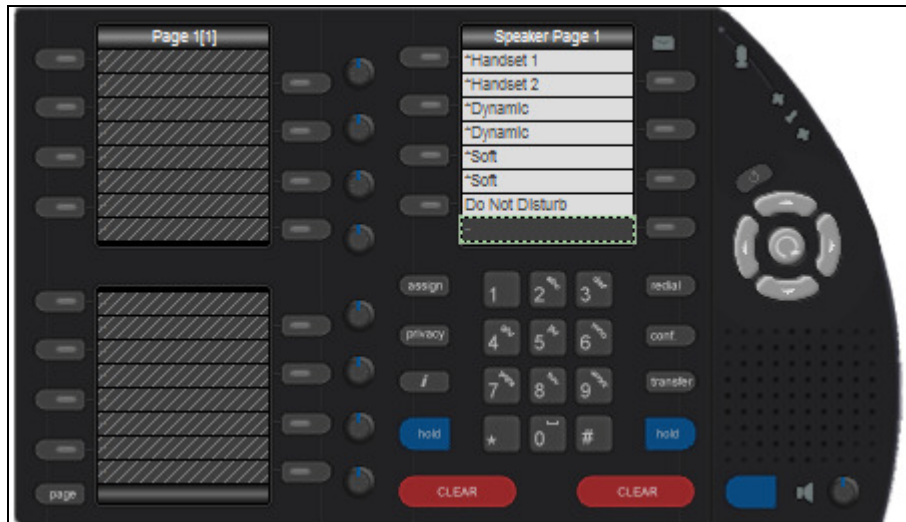 Page 1[1]
Speaker Page 1
*Handset 1
*Handset 2
*Dynamic
*Dynamic
*Soft
*Soft
Do Not Disturb
-
assign
1
2
3
redial
privacy
4
5
6
conf.
i
7
8
9
transfer
hold
*
0
#
hold
page
CLEAR
CLEAR